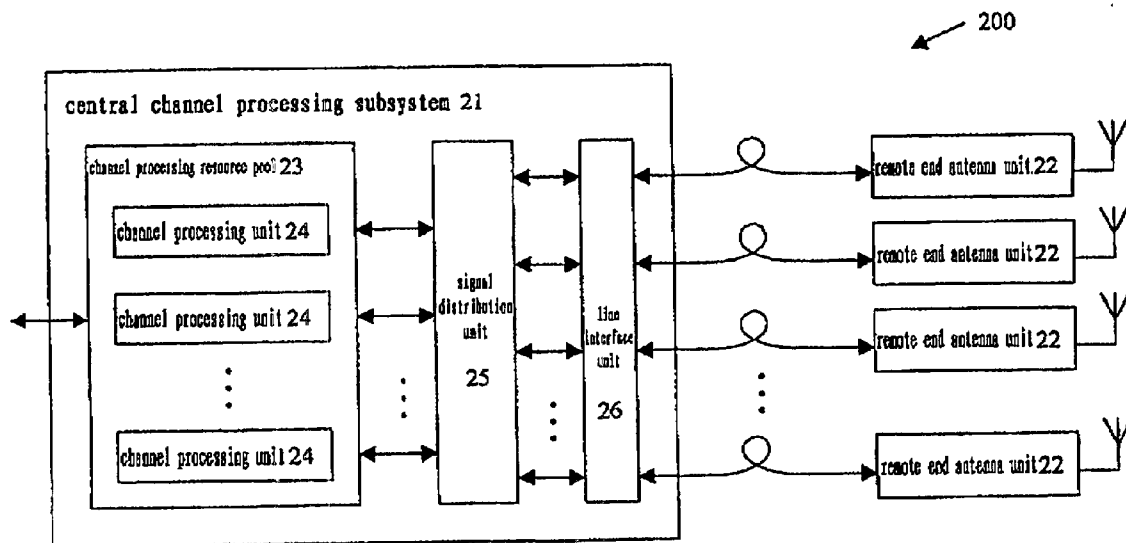 200
central channel processing subsystem 21
channel processing resource pool 23
channel processing unit 24
channel processing unit 24
channel processing unit 24
signal
distribution
unit
25
line
interface
unit
26
remote end antenna unit 22
remote end antenna unit 22
remote end antenna unit 22
remote end antenna unit 22